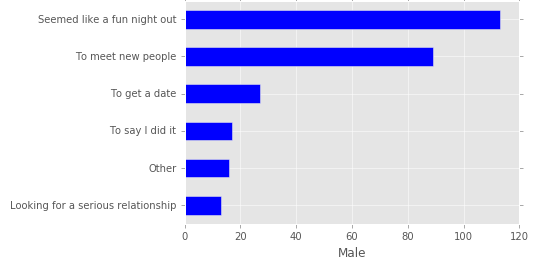 Seemed like a fun night out
To meet new people
To get a date
To say I did it
Other
Looking for a serious relationship
0 20 40 60 80 100 120
Male